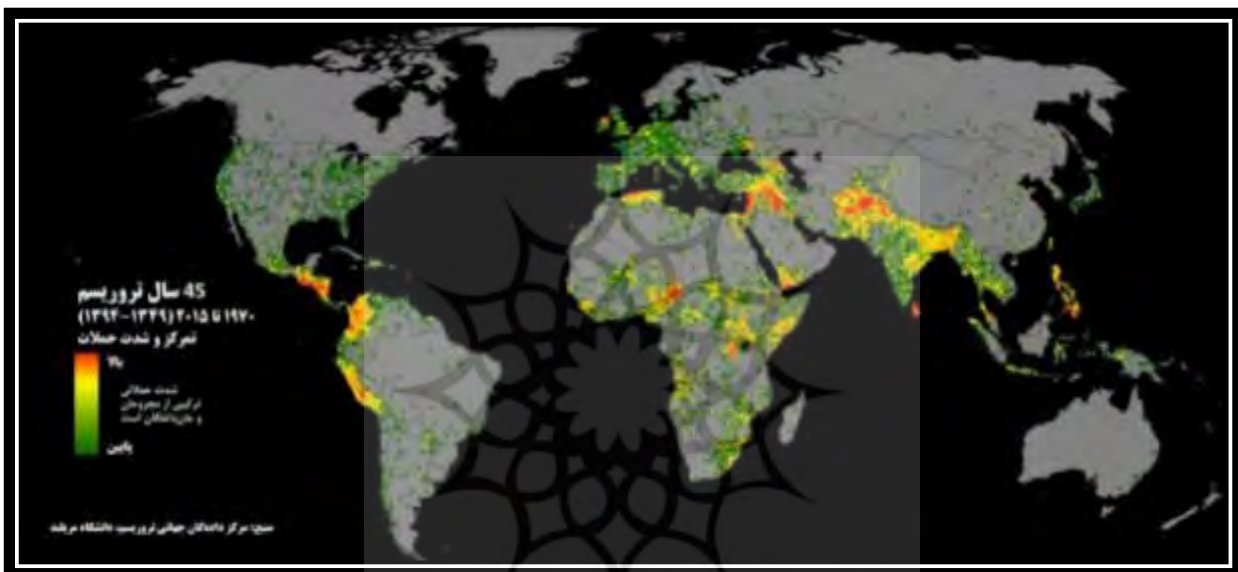 45 سال تروریسم
۱۹۷۰ تا ۲۰۱۵ (۱۳۴۹-۱۳۹۴)
تمرکز و شدت حملات
بالا
شدت حملاتی
ترکیبی از مجروحان
و جان‌باختگان است
پایین
منبع: مرکز دادگان جهانی تروریسم، دانشگاه مریلند